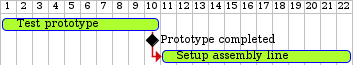 1 2 3 4 5 6 7 8 9 10 11 12 13 14 15 16 17 18 19 20 21 22
Test prototype
Prototype completed
Setup assembly line